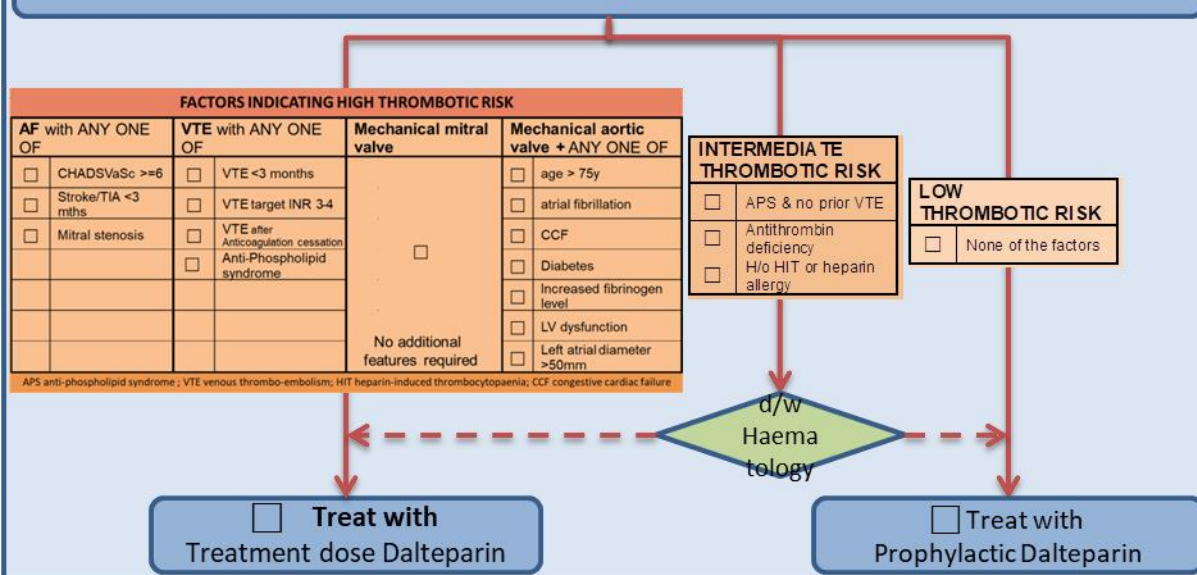 FACTORS INDICATING HIGH THROMBOTIC RISK
AF with ANY ONE
OF
CHADSVaSc >=6
Stroke/TIA <3
mths
Mitral stenosis
VTE with ANY ONE
OF
VTE <3 months
VTE target INR 3-4
VTE after
Anticoagulation cessation
Anti-Phospholipid
syndrome
Mechanical mitral
valve
No additional
features required
Mechanical aortic
valve + ANY ONE OF
age > 75y
atrial fibrillation
CCF
Diabetes
Increased fibrinogen
level
LV dysfunction
Left atrial diameter
>50mm
APS anti-phospholipid syndrome ; VTE venous thrombo-embolism; HIT heparin-induced thrombocytopaenia; CCF congestive cardiac failure
INTERMEDIATE
THROMBOTIC RISK
APS & no prior VTE
Antithrombin
deficiency
H/o HIT or heparin
allergy
LOW
THROMBOTIC RISK
None of the factors
d/w
Haema
tology
Treat with
Treatment dose Dalteparin
Treat with
Prophylactic Dalteparin